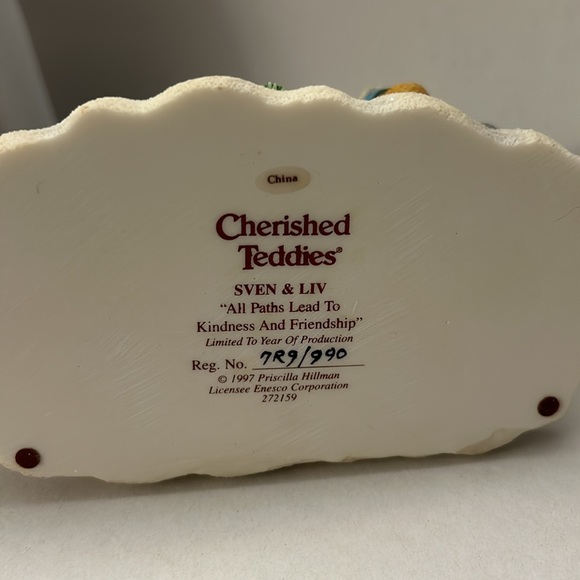 China
Cherished
Teddies®
SVEN & LIV
"All Paths Lead To
Kindness And Friendship"
Limited To Year Of Production
Reg. No. 7R9/990
© 1997 Priscilla Hillman
Licensee Enesco Corporation
272159